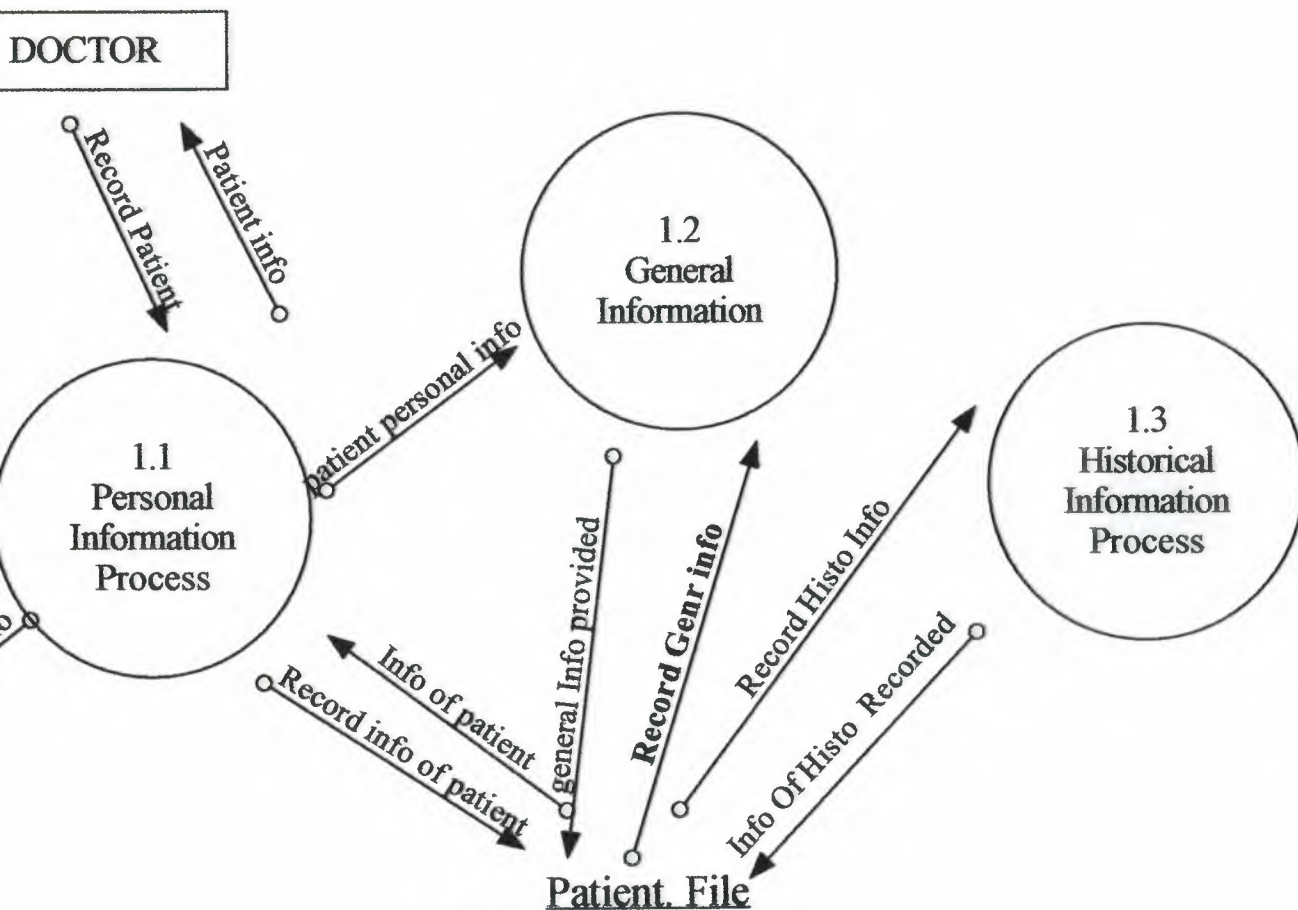 DOCTOR
Record Patient
Patient info
1.2
General
Information
patient personal info
1.1
Personal
Information
Process
1.3
Historical
Information
Process
general Info provided
Record Genr info
Record Histo Info
Info Of Histo Recorded
Info of patient
Record info of patient
Patient. File